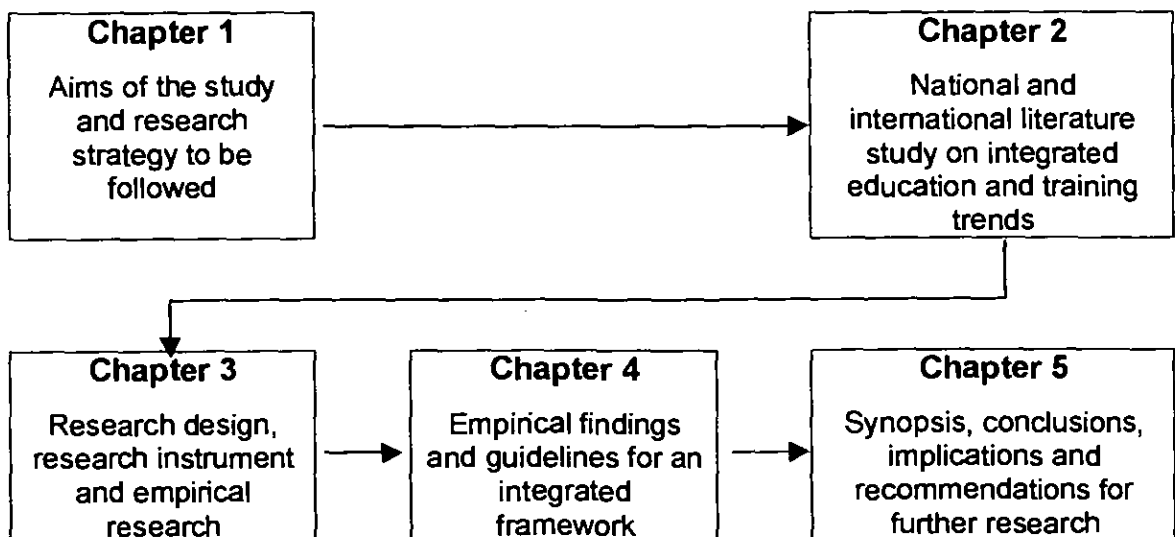 Chapter 1
Aims of the study
and research
strategy to be
followed
Chapter 2
National and
international literature
study on integrated
education and training
trends
Chapter 3
Research design,
research instrument
and empirical
research
Chapter 4
Empirical findings
and guidelines for an
integrated
framework
Chapter 5
Synopsis, conclusions,
implications and
recommendations for
further research